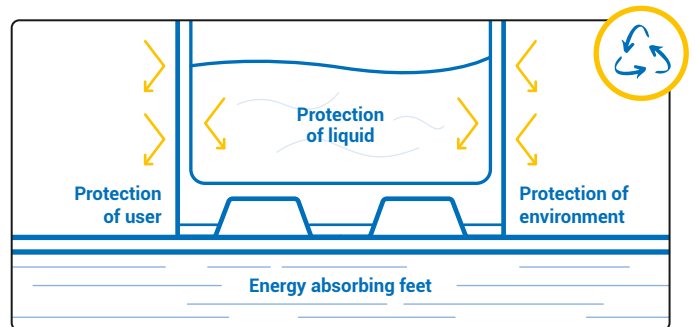 Protection
of liquid
Protection
of user
Protection of
environment
Energy absorbing feet